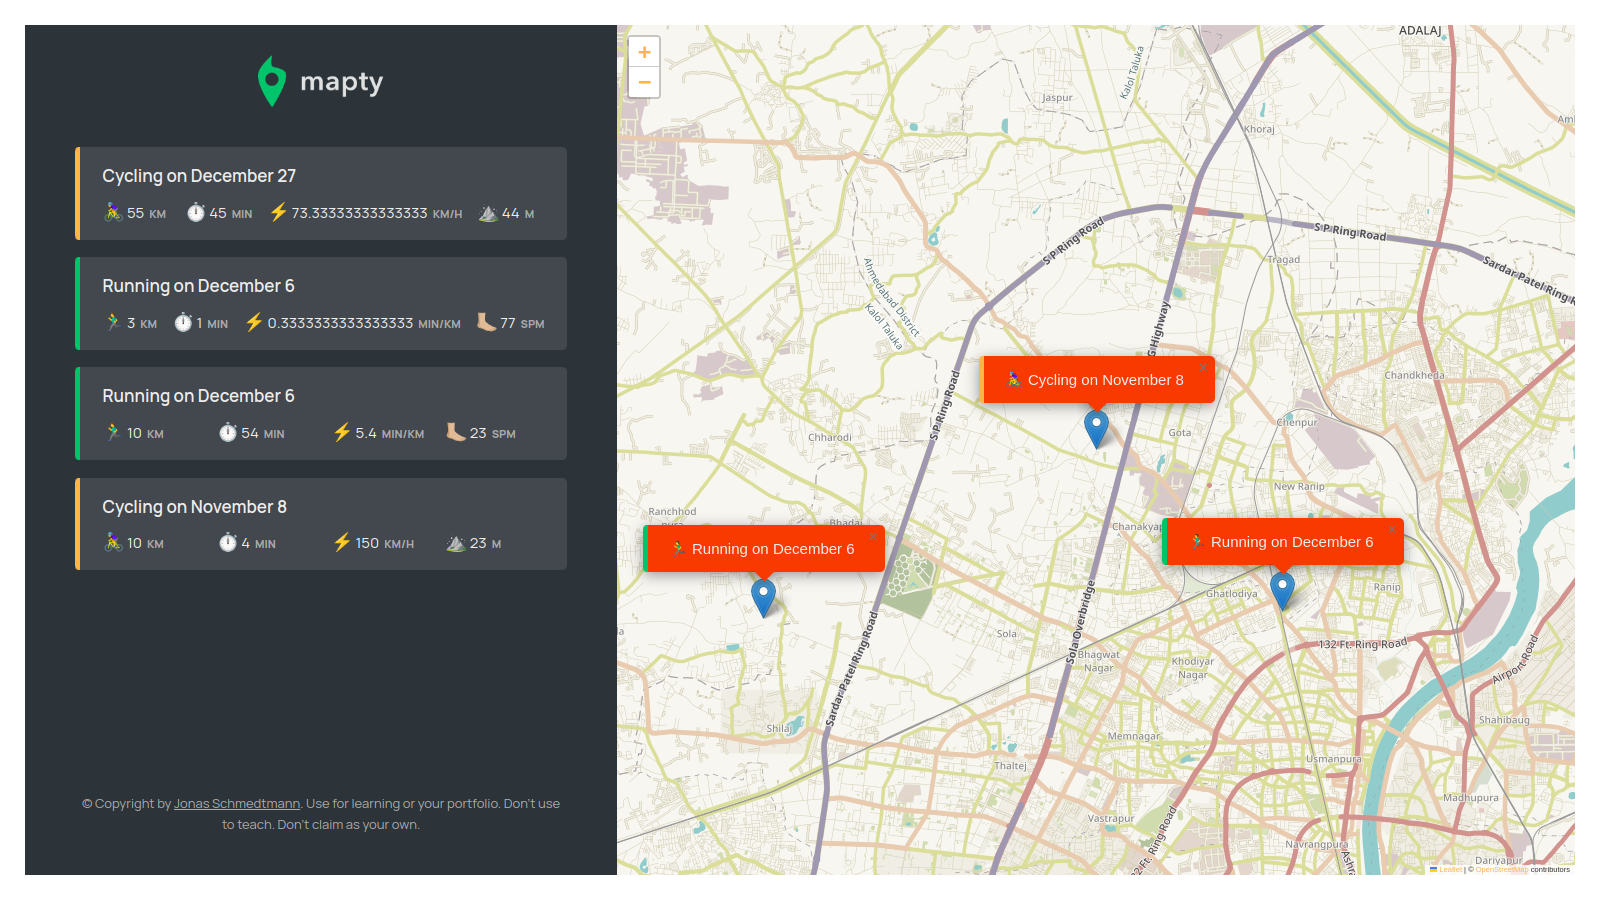 mapty
Cycling on December 27
55 KM 45 MIN 73.33333333333333 KM/H 44 M
Running on December 6
3 KM 1 MIN 0.3333333333333333 MIN/KM 77 SPM
Running on December 6
10 KM 54 MIN 5.4 MIN/KM 23 SPM
Cycling on November 8
10 KM 4 MIN 150 KM/H 23 M
© Copyright by Jonas Schmedtmann. Use for learning or your portfolio. Don't use
to teach. Don't claim as your own.
+
−
ADALAJ
Kalol Taluka
Jaspur
Khoraj
S P Ring Road
S P Ring Road
Tragad
Sardar Patel Ring R
Ahmedabad District
Kalol Taluka
G Highway
Cycling on November 8
×
Chandkheda
S P Ring Road
Chharodi
Gota
Chenpur
New Ranip
Ranchhod
Bhadaj
Chanakyap
Running on December 6
×
Running on December 6
×
Ghatlodiya
Ranip
Sola
Sola Overbridge
132 Ft. Ring Road
Bhagwat
Nagar
Khodiyar
Nagar
Airport Road
Sardar Patel Ring Road
Shilaj
Shahibaug
Memnagar
Thaltej
Usmanpura
Madhupura
Vastrapur
2 Ft. Ring Road
Navrangpura
Ashra
Dariyapur
Leaflet | © OpenStreetMap contributors